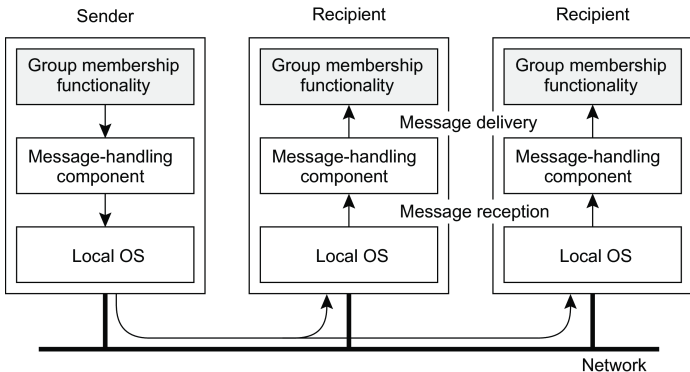 Sender
Recipient
Recipient
Group membership
functionality
Group membership
functionality
Group membership
functionality
Message delivery
Message-handling
component
Message-handling
component
Message-handling
component
Message reception
Local OS
Local OS
Local OS
Network